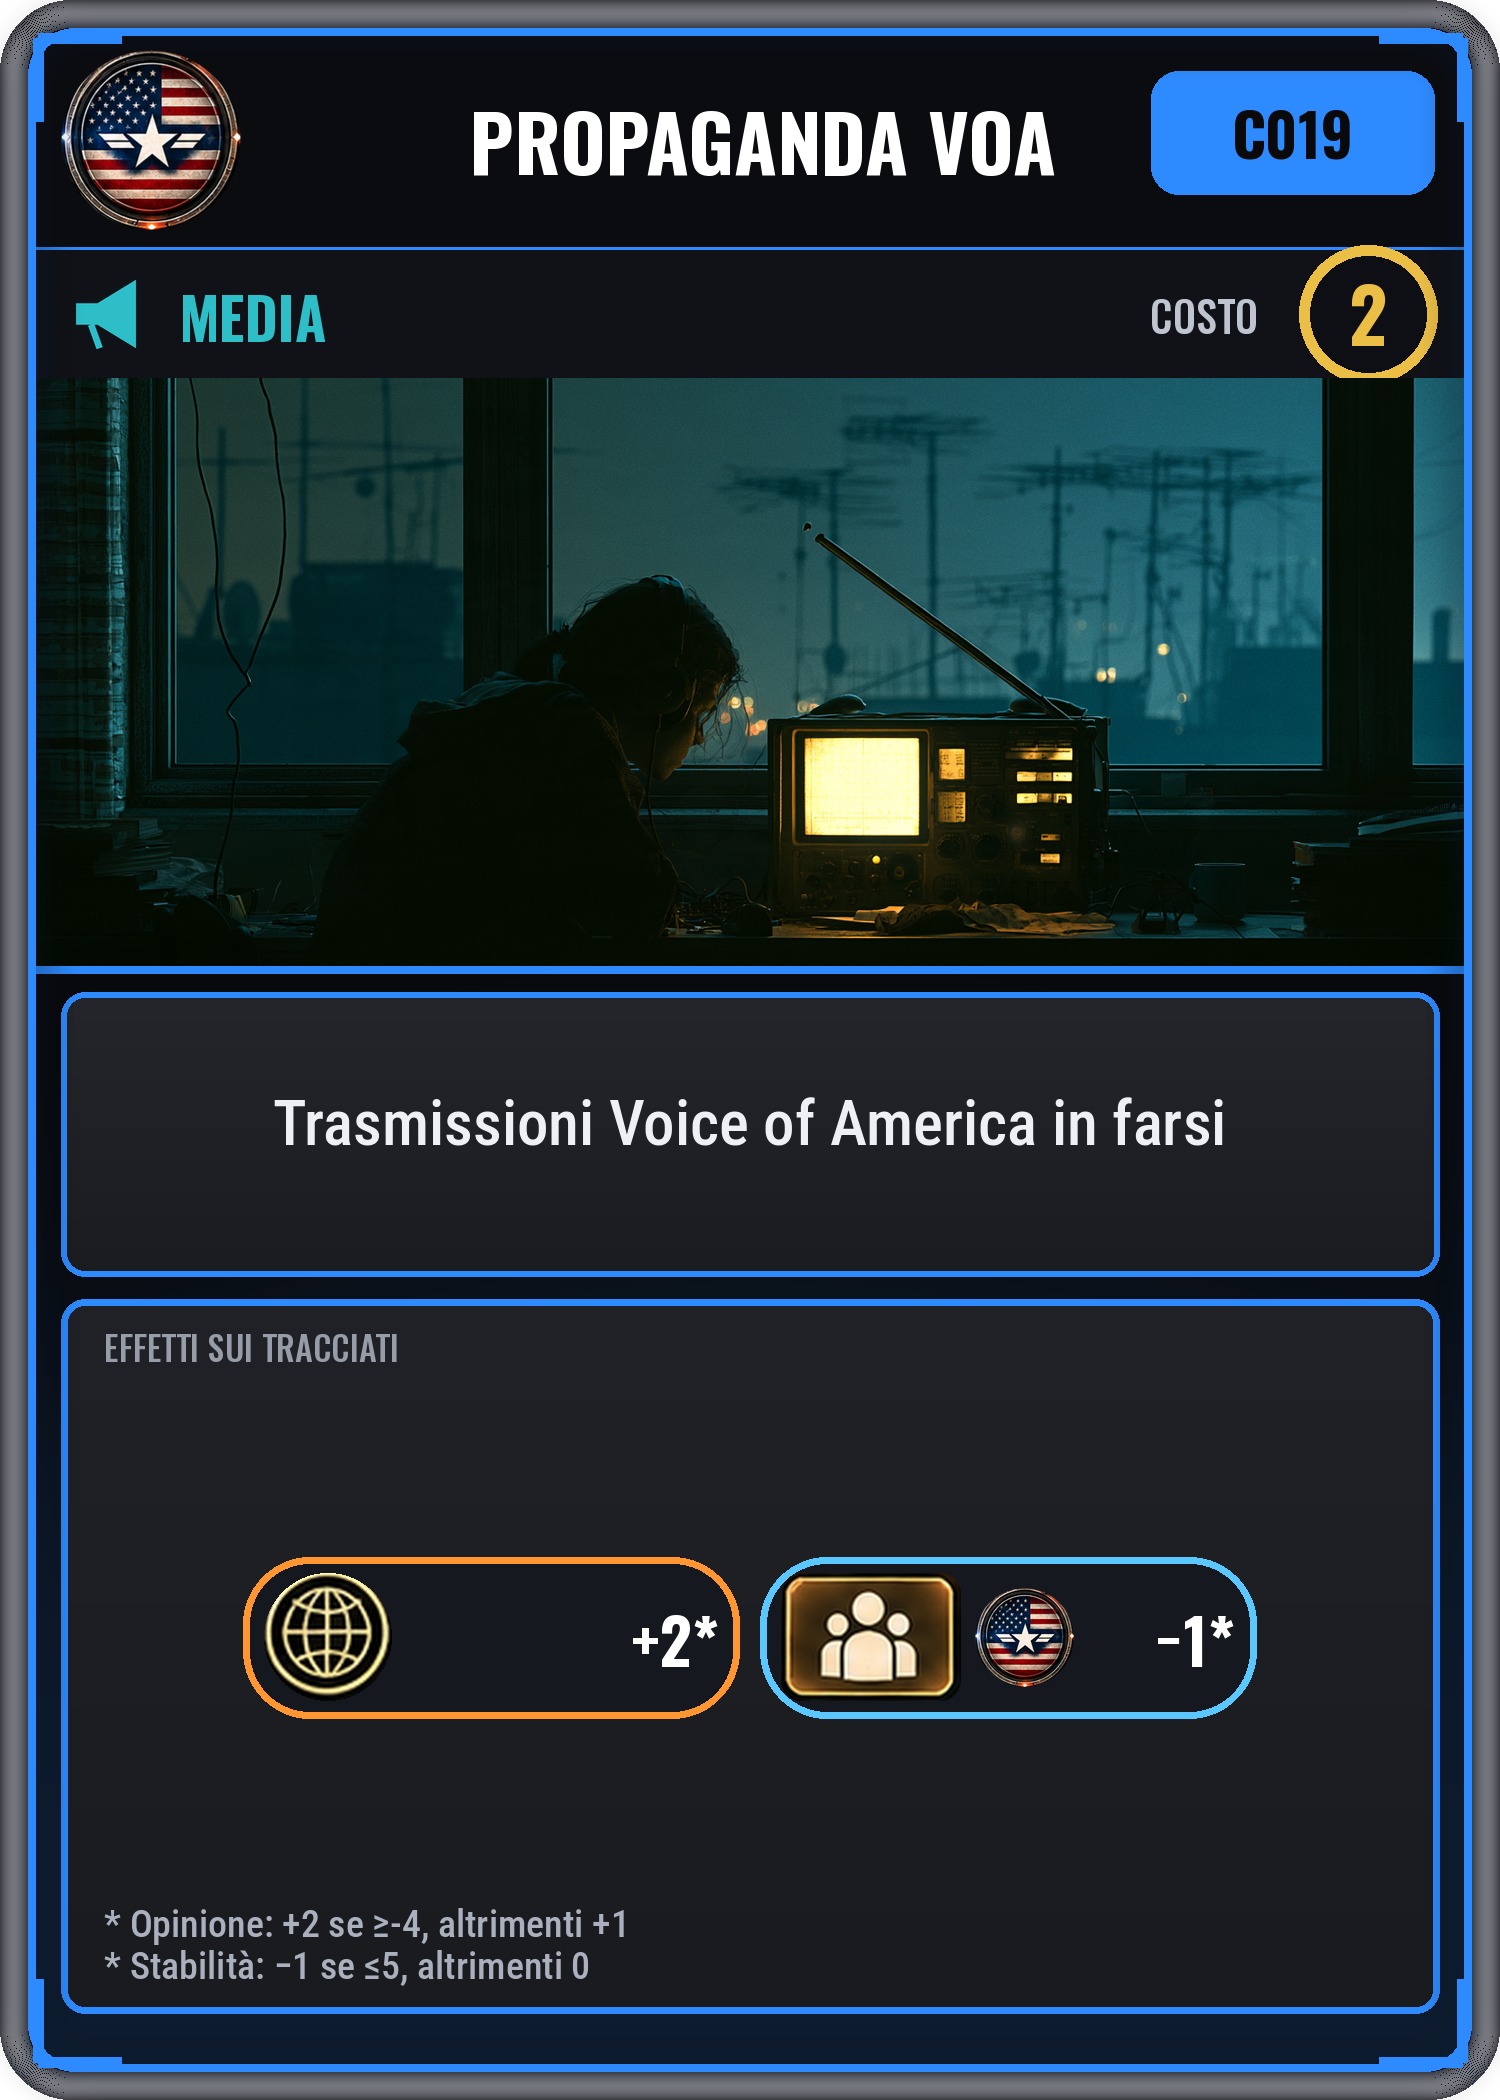 PROPAGANDA VOA
C019
MEDIA
COSTO
2
Trasmissioni Voice of America in farsi
EFFETTI SUI TRACCIATI
+2*
−1*
* Opinione: +2 se ≥-4, altrimenti +1
* Stabilità: −1 se ≤5, altrimenti 0